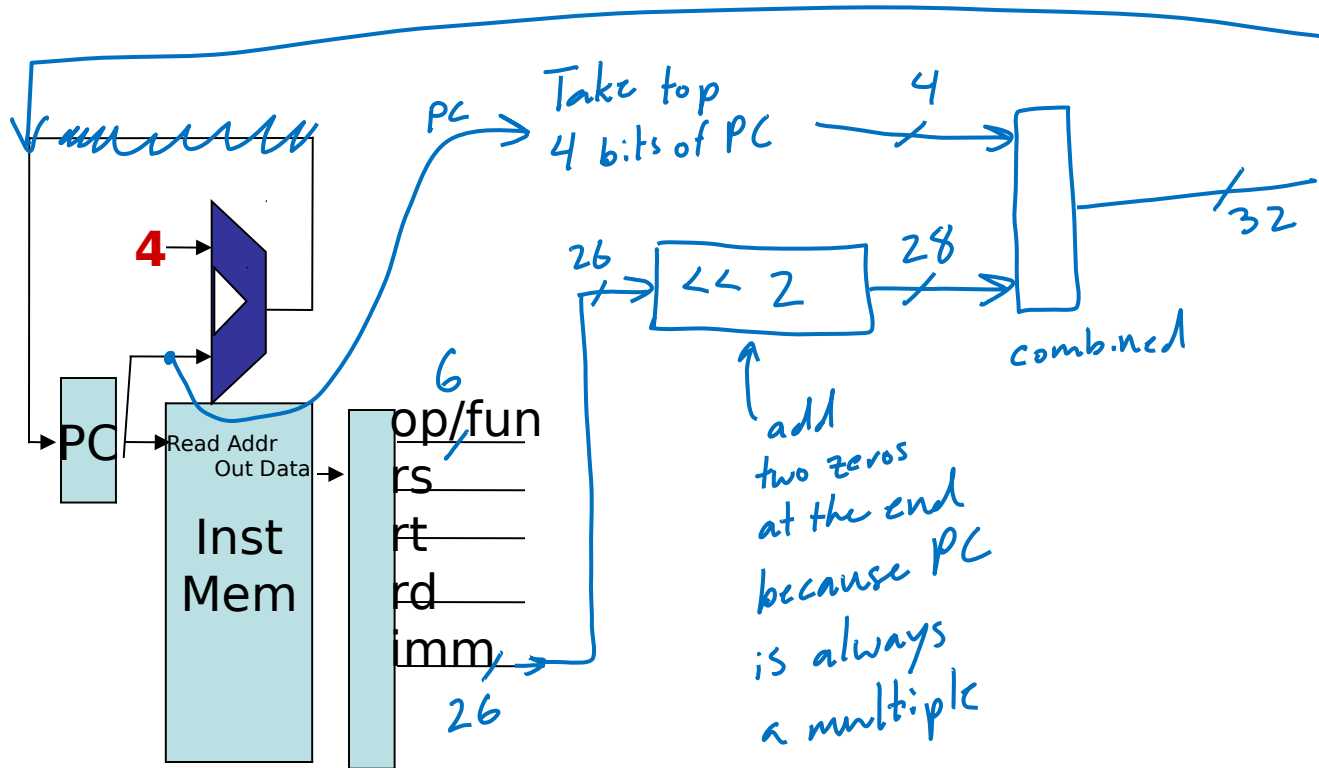 PC
Take top
4 bits of PC
4
32
4
26
<< 2
28
combined
6
op/fun
PC
Read Addr
Out Data
rs
rt
rd
imm
26
Inst
Mem
add
two zeros
at the end
because PC
is always
a multiple